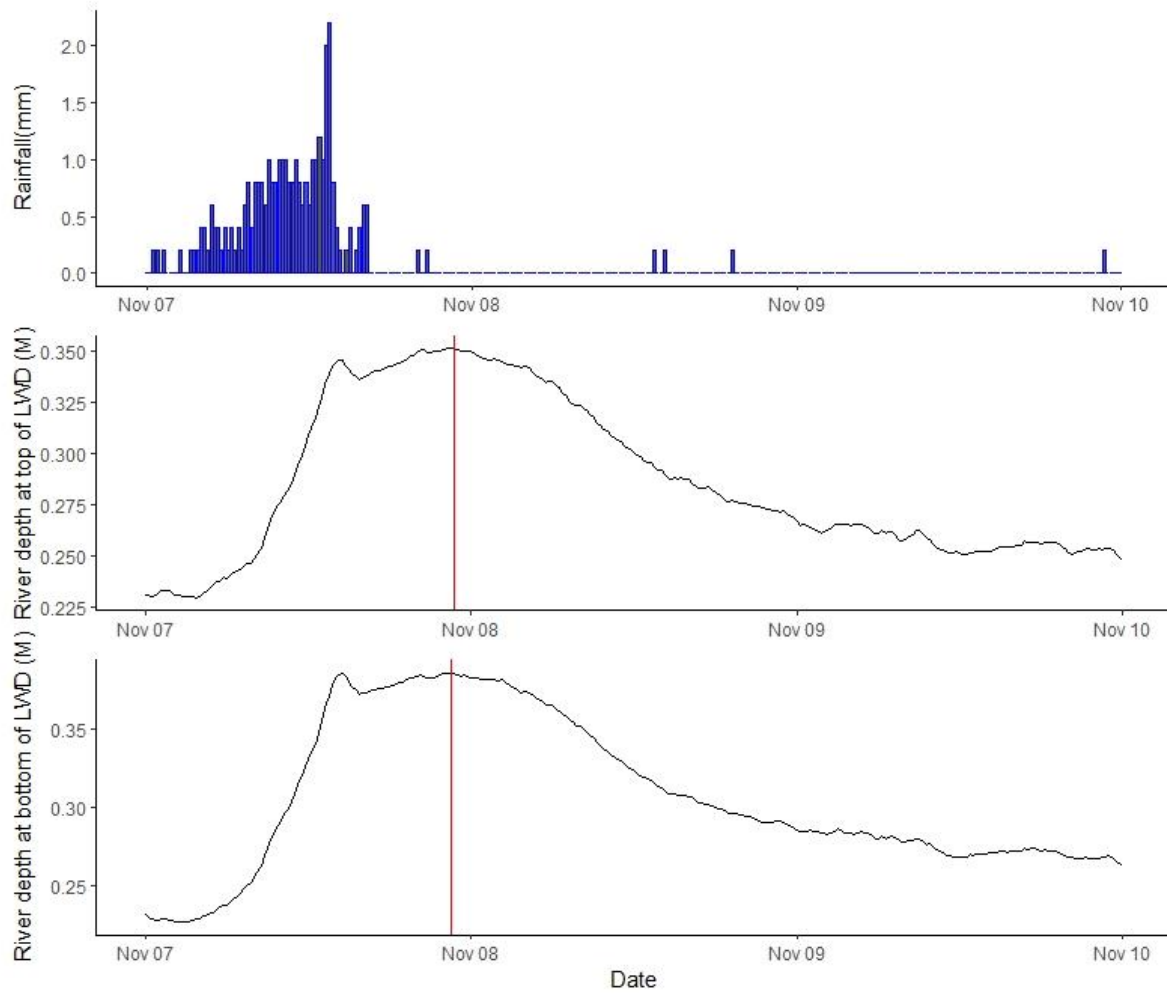 Rainfall(mm)
2.0
1.5
1.0
0.5
0.0
Nov 07 Nov 08 Nov 09 Nov 10
River depth at top of LWD (M)
0.350
0.325
0.300
0.275
0.250
0.225
Nov 07 Nov 08 Nov 09 Nov 10
River depth at bottom of LWD (M)
0.35
0.30
0.25
Nov 07 Nov 08 Nov 09 Nov 10
Date